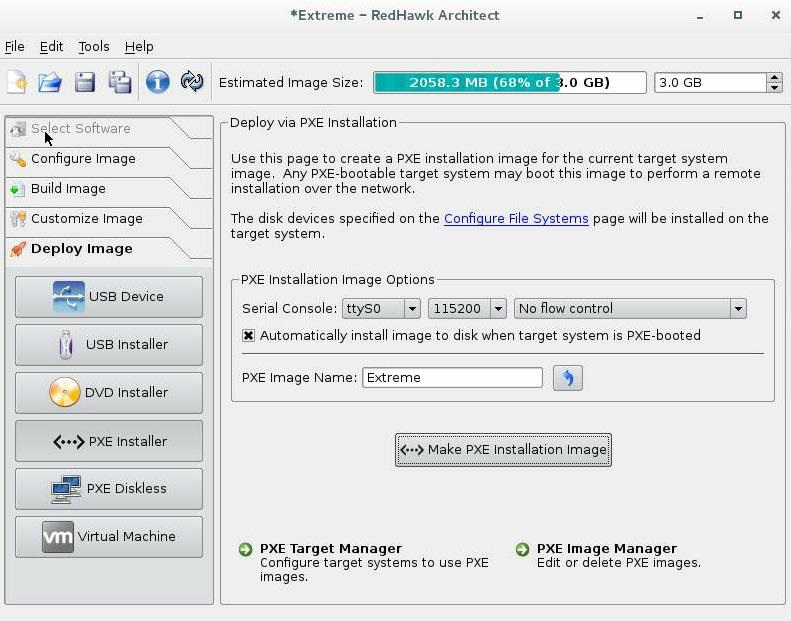 *Extreme – RedHawk Architect
File Edit Tools Help
Estimated Image Size: 2058.3 MB (68% of 3.0 GB) 3.0 GB
Select Software
Configure Image
Build Image
Customize Image
Deploy Image
USB Device
USB Installer
DVD Installer
PXE Installer
PXE Diskless
vm Virtual Machine
Deploy via PXE Installation
Use this page to create a PXE installation image for the current target system
image. Any PXE-bootable target system may boot this image to perform a remote
installation over the network.
The disk devices specified on the Configure File Systems page will be installed on the
target system.
PXE Installation Image Options
Serial Console: ttyS0 115200 No flow control
Automatically install image to disk when target system is PXE-booted
PXE Image Name: Extreme
Make PXE Installation Image
PXE Target Manager
Configure target systems to use PXE
images.
PXE Image Manager
Edit or delete PXE images.